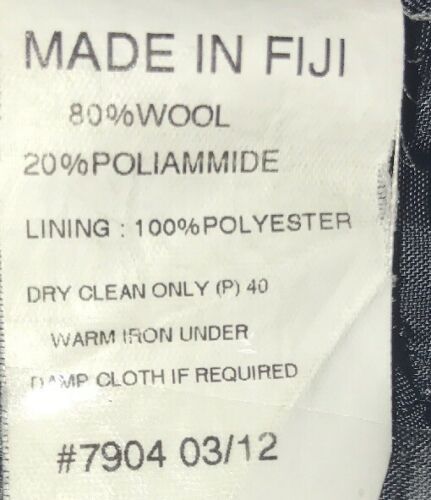 MADE IN FIJI
80%WOOL
20%POLIAMMIDE
LINING : 100%POLYESTER
DRY CLEAN ONLY (P) 40
WARM IRON UNDER
DAMP CLOTH IF REQUIRED
#7904 03/12